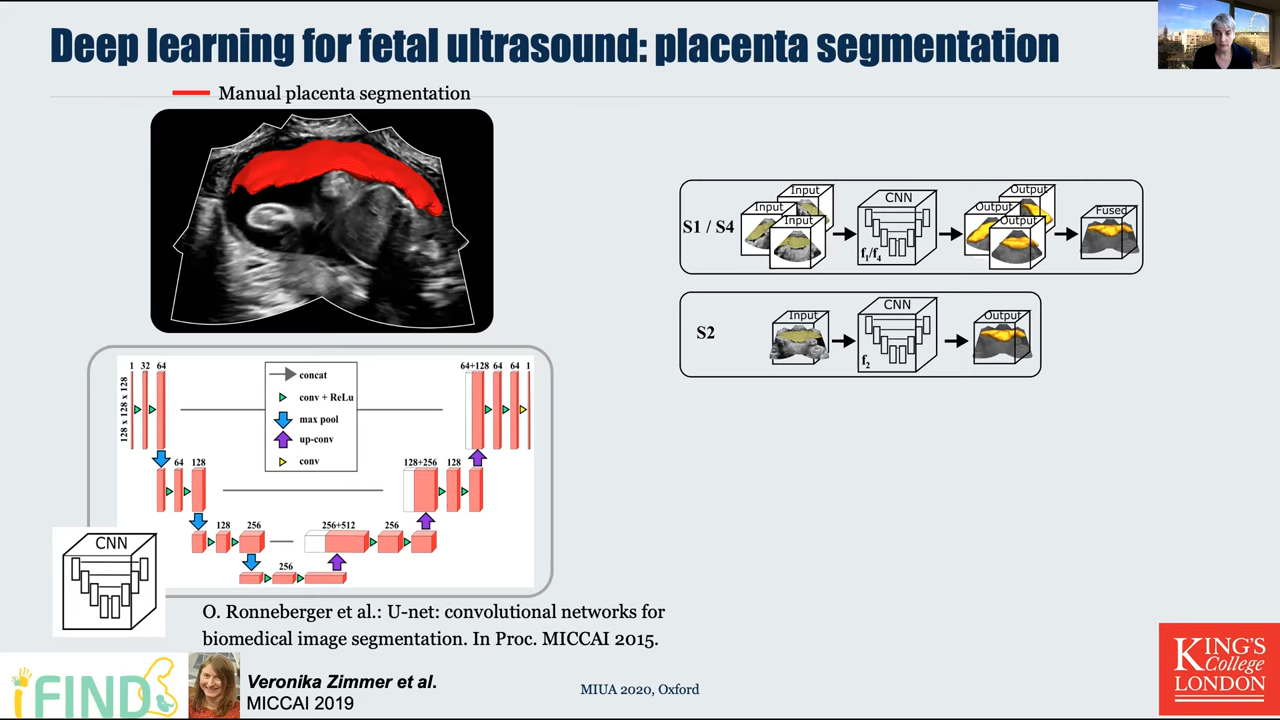 Deep learning for fetal ultrasound: placenta segmentation
Manual placenta segmentation
S1 / S4
Input
Input
Input
CNN
f1/f4
Output
Output
Output
Fused
S2
Input
CNN
f2
Output
128 x 128 x 128
1 32 64
64+128 64 64 1
concat
conv + ReLu
max pool
up-conv
conv
64 128
128+256 128
128 256
256+512 256
256
CNN
O. Ronneberger et al.: U-net: convolutional networks for
biomedical image segmentation. In Proc. MICCAI 2015.
iFIND
Veronika Zimmer et al.
MICCAI 2019
MIUA 2020, Oxford
KING'S
College
LONDON